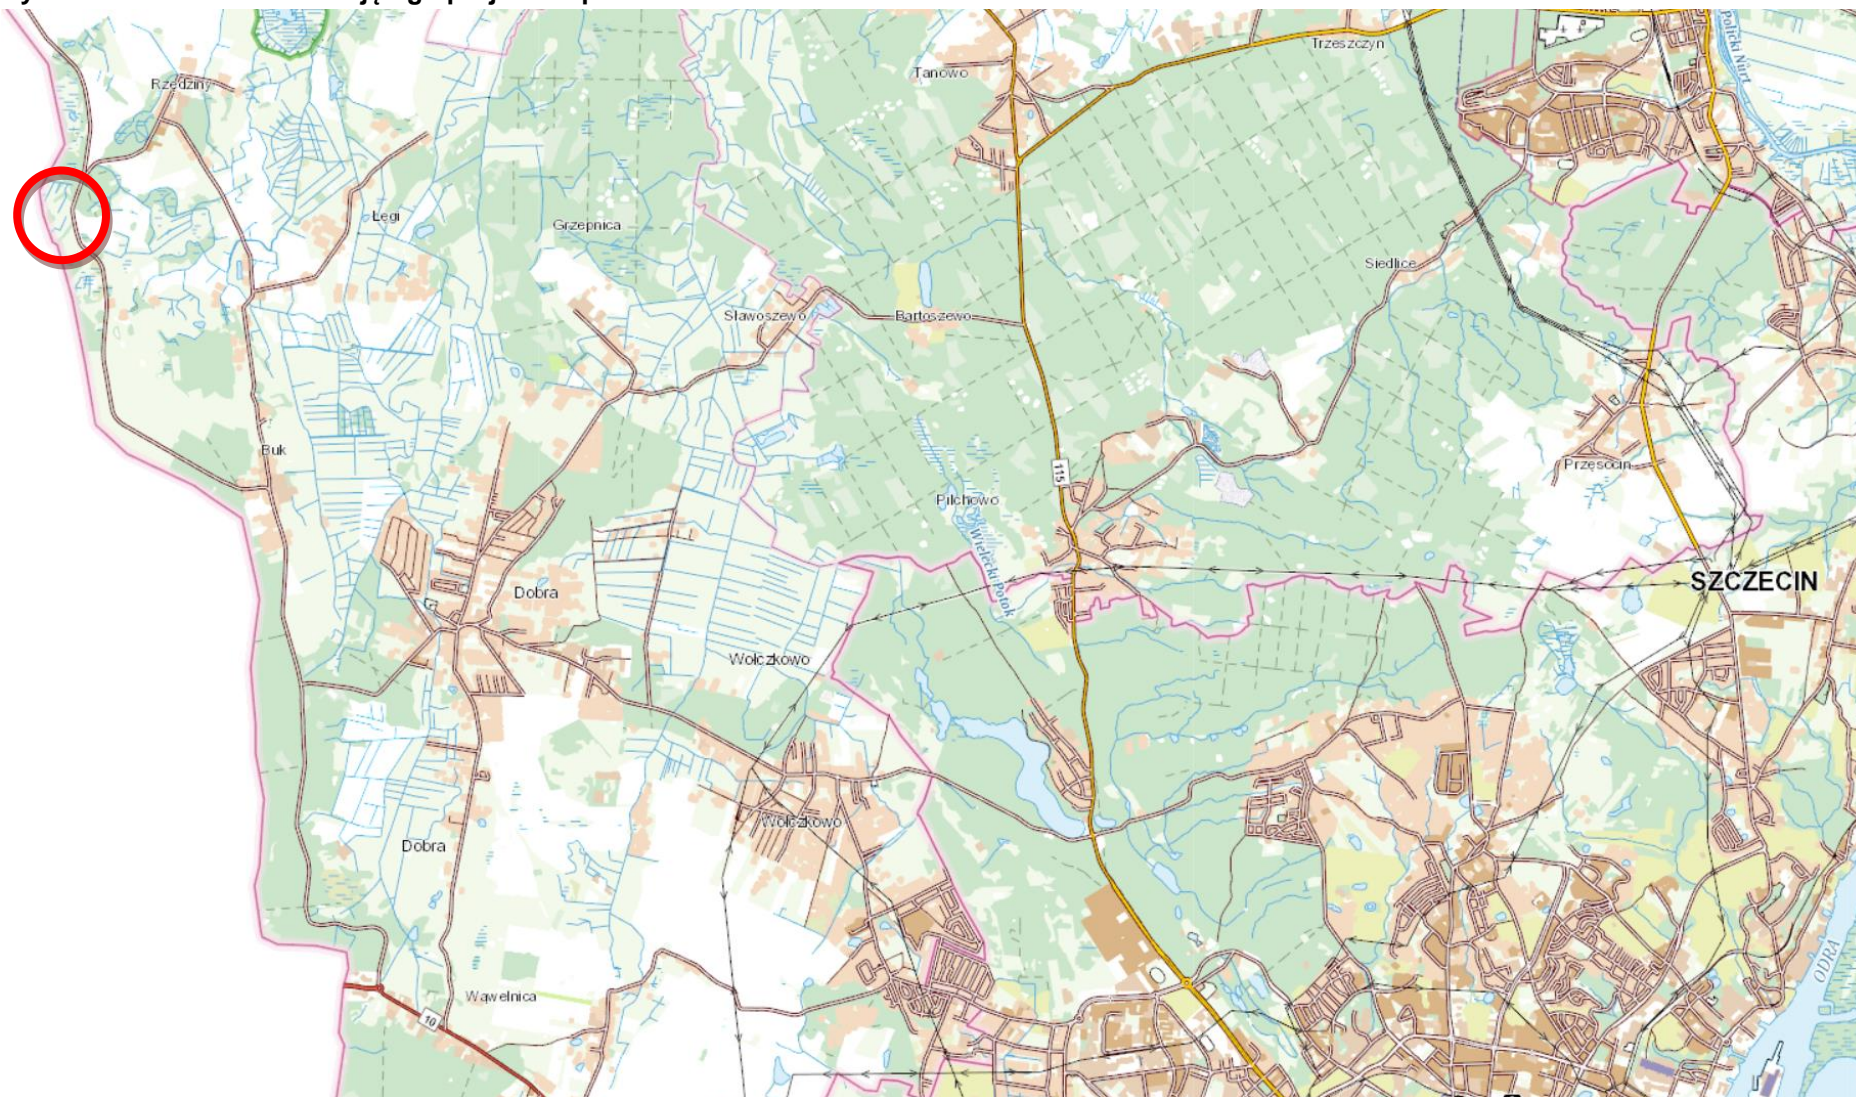 Trzeszczyn
Tanowo
Policki Nurt
Rzędziny
Łęgi
Grzepnica
Siedlice
Sławoszewo
Bartoszewo
Buk
115
Przęsocin
Pilchowo
Wielecki Potok
SZCZECIN
Dobra
Wołczkowo
Wołczkowo
Dobra
ODRA
Wąwelnica
10